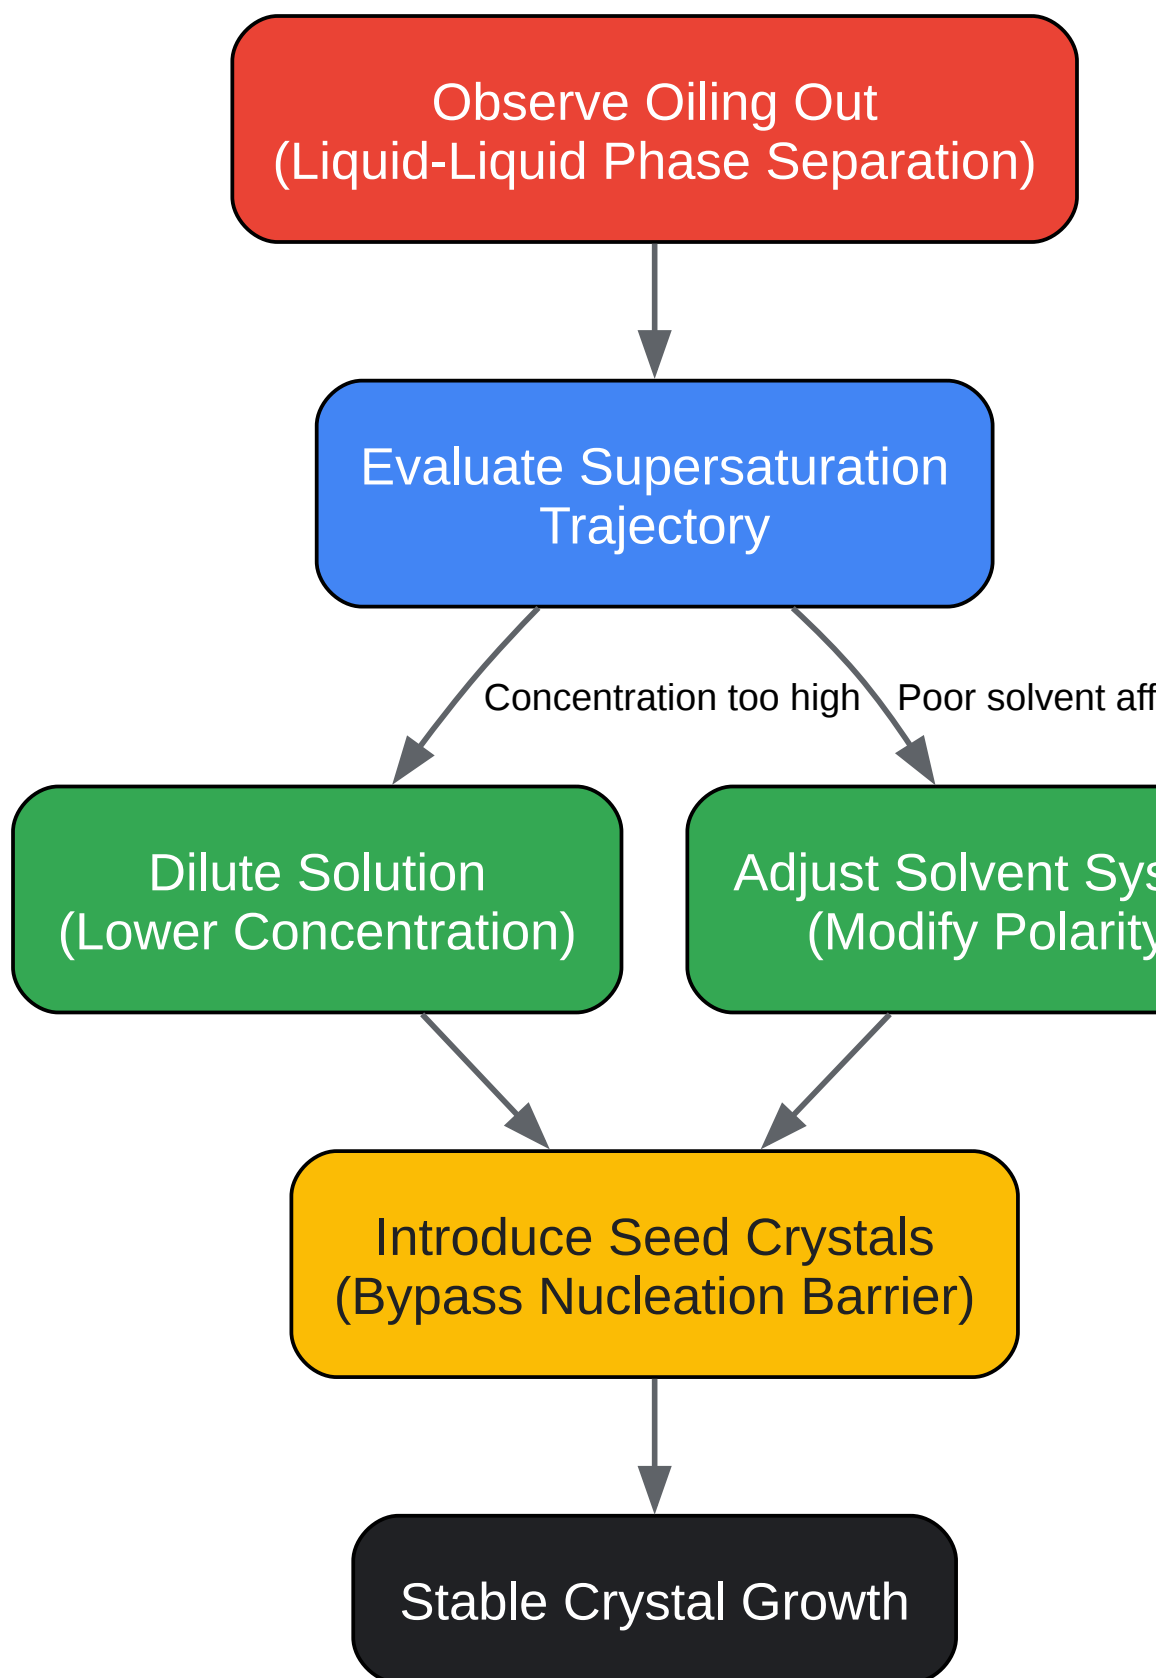 Observe Oiling Out
(Liquid-Liquid Phase Separation)
Evaluate Supersaturation
Trajectory
Concentration too high
Poor solvent aff
Dilute Solution
(Lower Concentration)
Adjust Solvent Sys
(Modify Polarity
Introduce Seed Crystals
(Bypass Nucleation Barrier)
Stable Crystal Growth